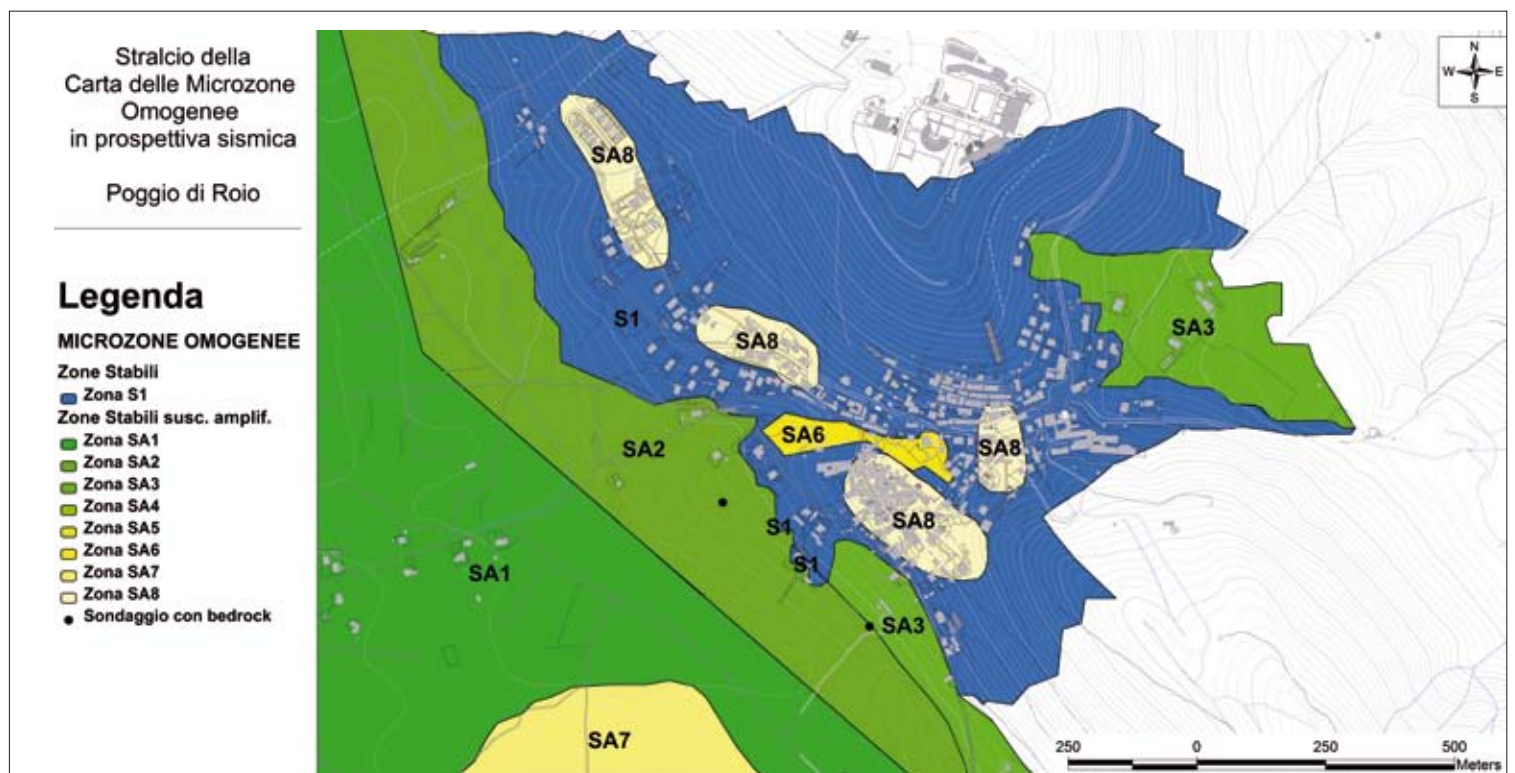 Stralcio della
Carta delle Microzone
Omogenee
in prospettiva sismica
Poggio di Roio
Legenda
MICROZONE OMOGENEE
Zone Stabili
Zona S1
Zone Stabili susc. amplif.
Zona SA1
Zona SA2
Zona SA3
Zona SA4
Zona SA5
Zona SA6
Zona SA7
Zona SA8
Sondaggio con bedrock
N
W E
S
SA8
S1
SA8
SA3
SA2
SA6
SA8
SA8
S1
S1
SA1
SA3
SA7
250 0 250 500
Meters